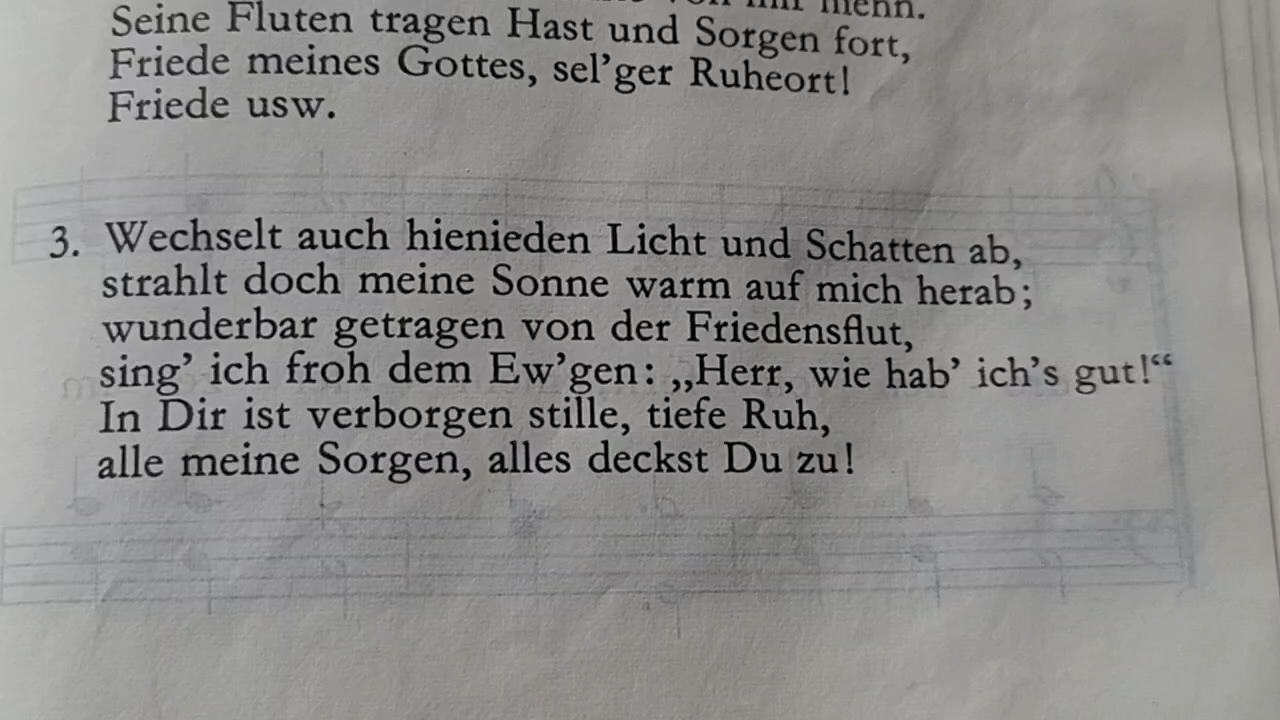 Seine Fluten tragen Hast und Sorgen fort,
Friede meines Gottes, sel’ger Ruheort!
Friede usw.
3. Wechselt auch hienieden Licht und Schatten ab,
strahlt doch meine Sonne warm auf mich herab;
wunderbar getragen von der Friedensflut,
sing’ ich froh dem Ew’gen: „Herr, wie hab’ ich’s gut!“
In Dir ist verborgen stille, tiefe Ruh,
alle meine Sorgen, alles deckst Du zu!